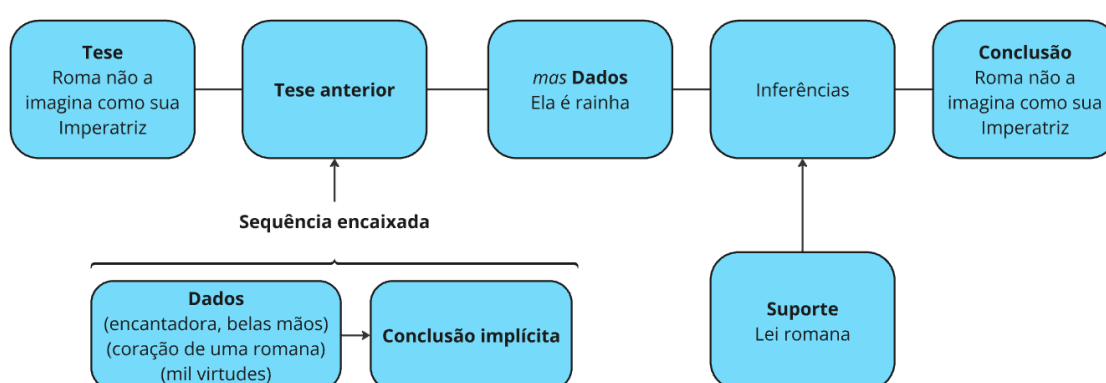 Tese
Roma não a
imagina como sua
Imperatriz
Tese anterior
mas Dados
Ela é rainha
Inferências
Conclusão
Roma não a
imagina como sua
Imperatriz
Sequência encaixada
Dados
(encantadora, belas mãos)
(coração de uma romana)
(mil virtudes)
Conclusão implícita
Suporte
Lei romana